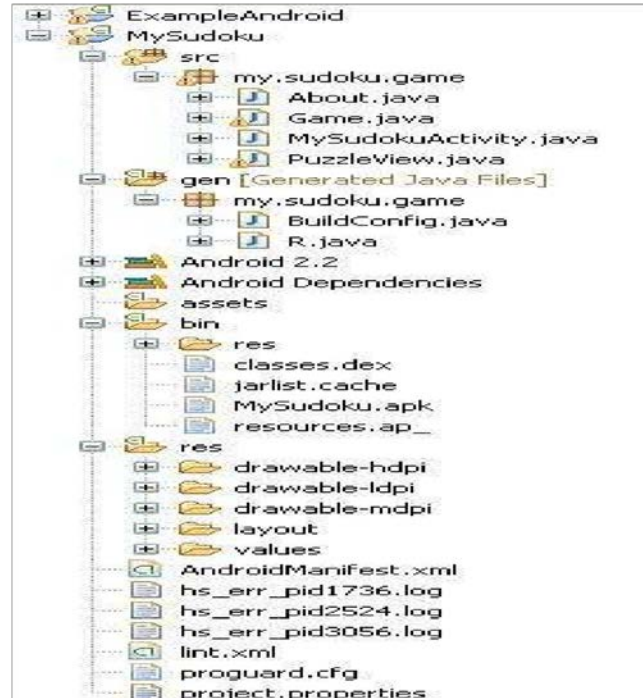 ExampleAndroid
MySudoku
src
my.sudoku.game
About.java
Game.java
MySudokuActivity.java
PuzzleView.java
gen [Generated Java Files]
my.sudoku.game
BuildConfig.java
R.java
Android 2.2
Android Dependencies
assets
bin
res
classes.dex
jarlist.cache
MySudoku.apk
resources.ap_
res
drawable-hdpi
drawable-ldpi
drawable-mdpi
layout
values
AndroidManifest.xml
hs_err_pid1736.log
hs_err_pid2524.log
hs_err_pid3056.log
lint.xml
proguard.cfg
project.properties